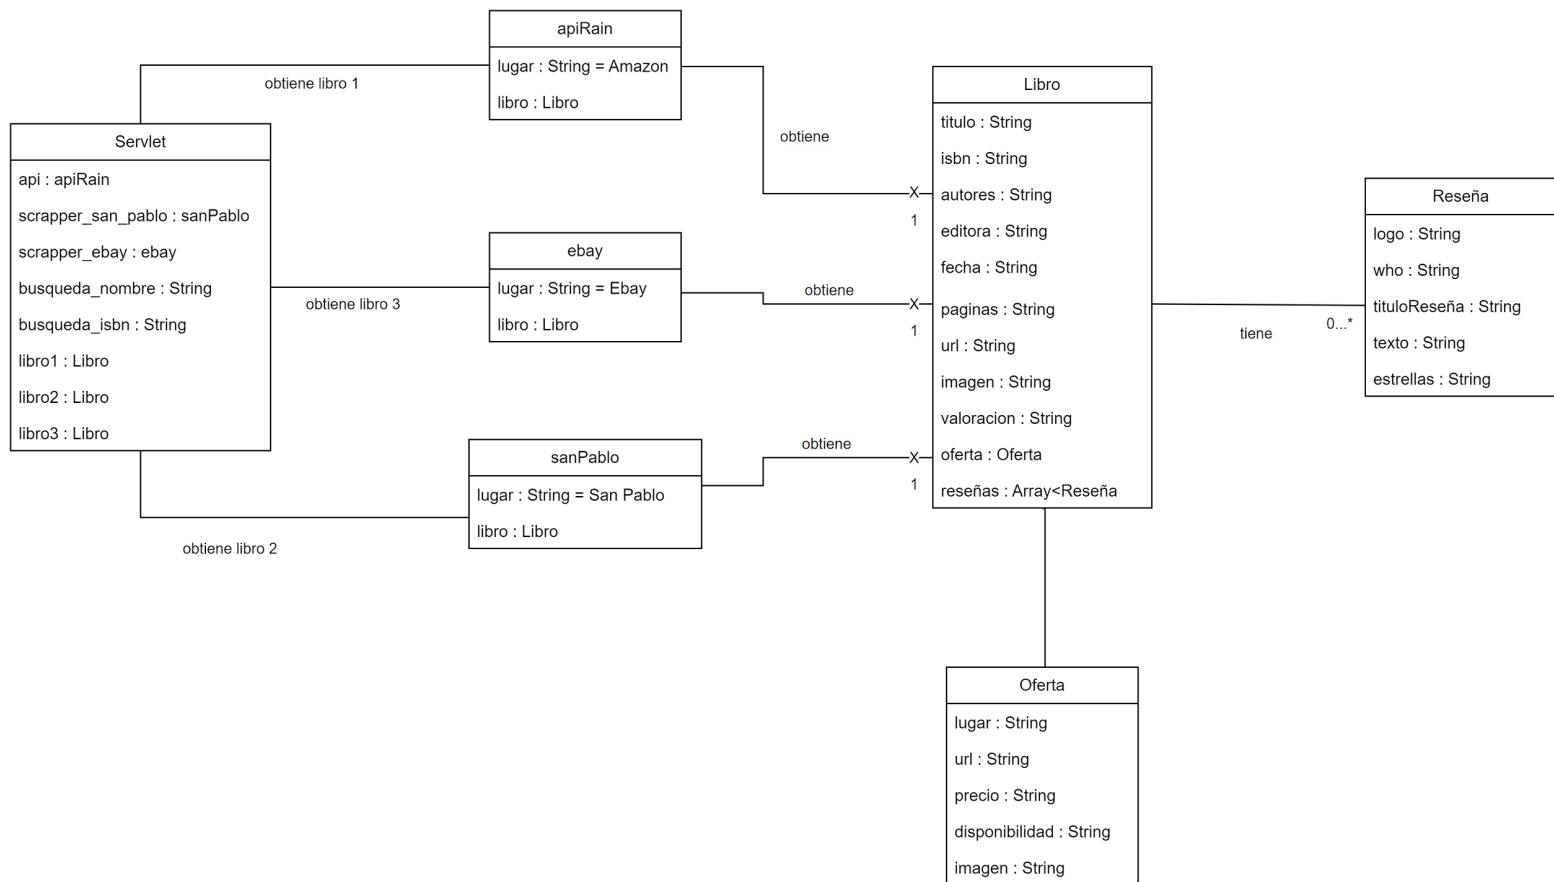 apiRain
lugar : String = Amazon
libro : Libro
obtiene libro 1
Servlet
api : apiRain
scrapper_san_pablo : sanPablo
scrapper_ebay : ebay
busqueda_nombre : String
busqueda_isbn : String
libro1 : Libro
libro2 : Libro
libro3 : Libro
obtiene libro 3
ebay
lugar : String = Ebay
libro : Libro
obtiene libro 2
sanPablo
lugar : String = San Pablo
libro : Libro
obtiene
X
1
obtiene
X
1
obtiene
X
1
Libro
titulo : String
isbn : String
autores : String
editora : String
fecha : String
paginas : String
url : String
imagen : String
valoracion : String
oferta : Oferta
reseñas : Array<Reseña
tiene
0...*
Reseña
logo : String
who : String
tituloReseña : String
texto : String
estrellas : String
Oferta
lugar : String
url : String
precio : String
disponibilidad : String
imagen : String